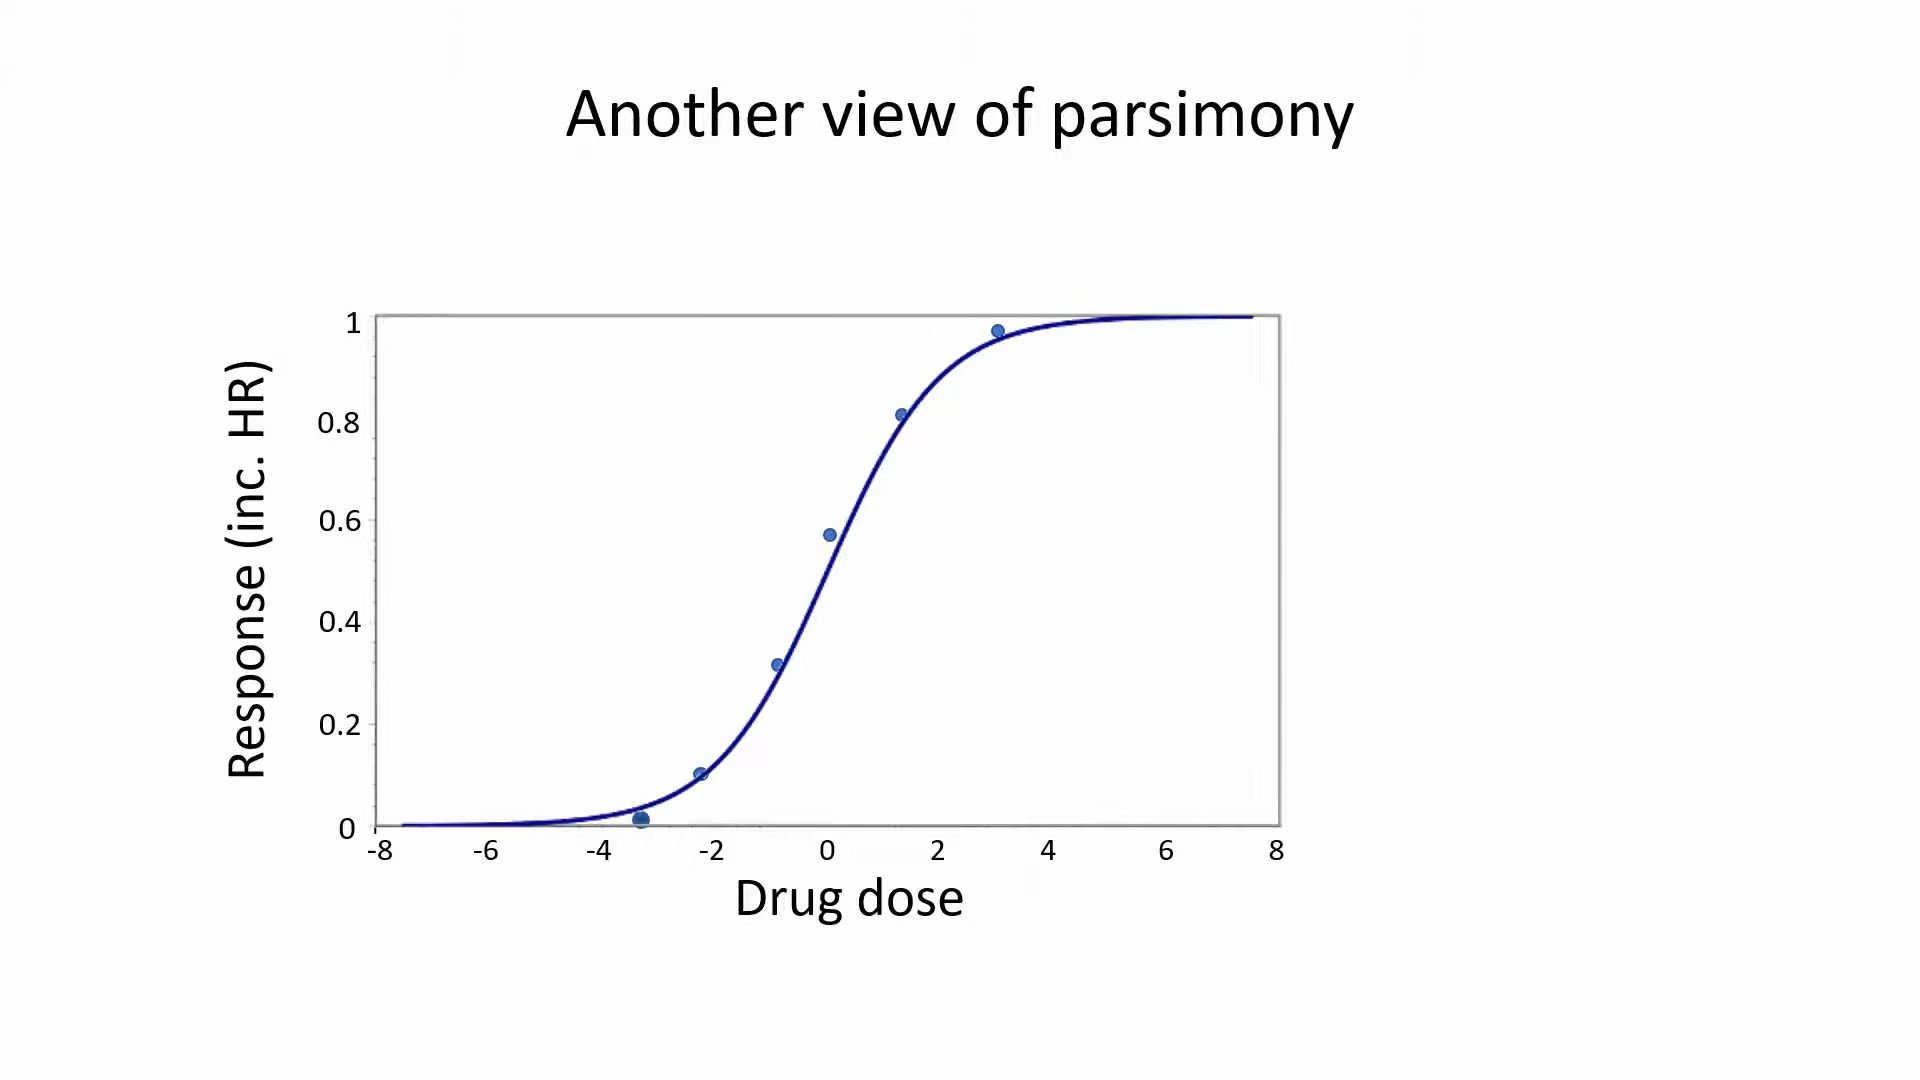 Another view of parsimony
Response (inc. HR)
1
0.8
0.6
0.4
0.2
0
-8 -6 -4 -2 0 2 4 6 8
Drug dose